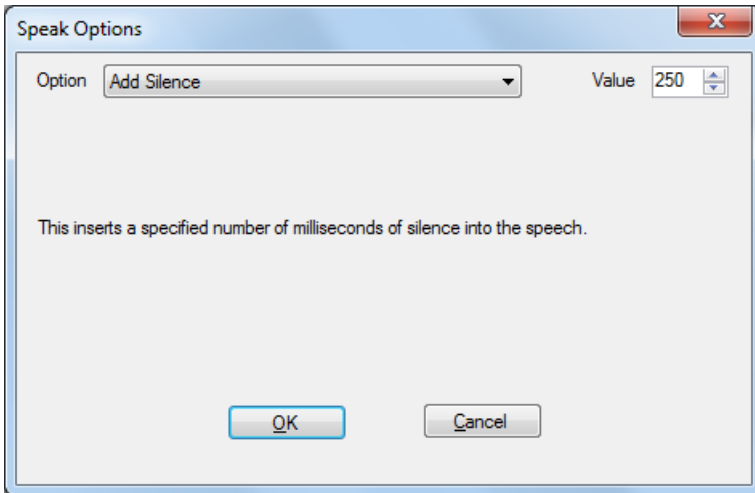 Speak Options
Option Add Silence Value 250
This inserts a specified number of milliseconds of silence into the speech.
OK Cancel